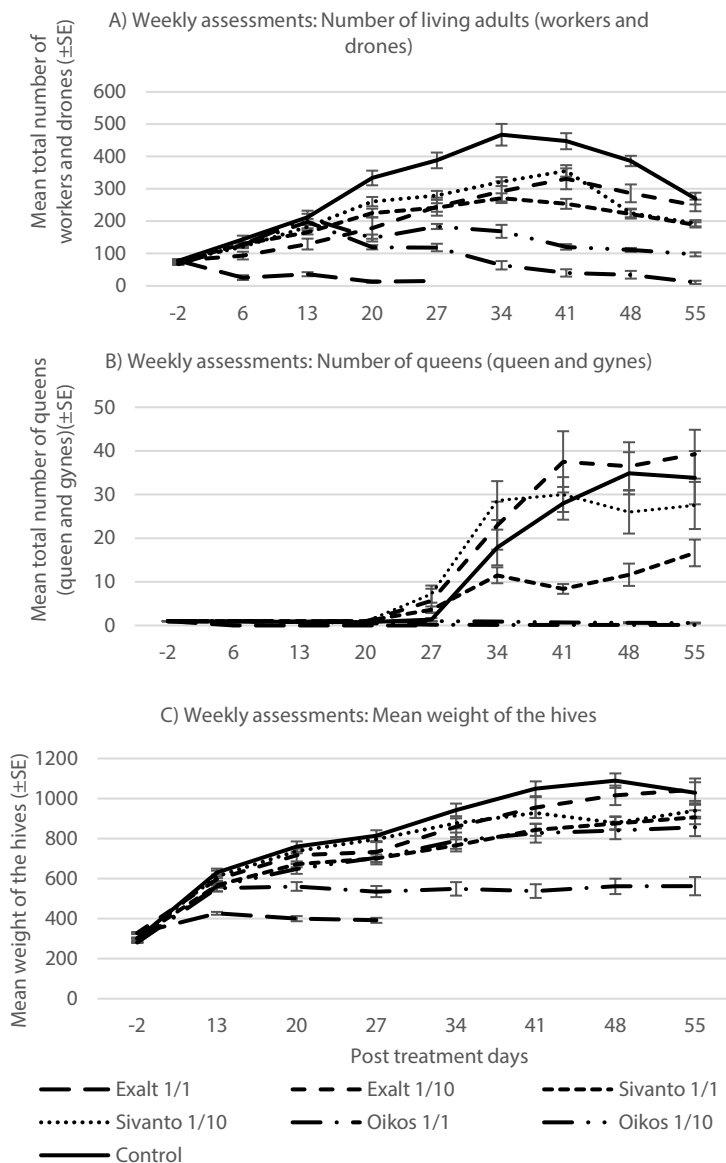 A) Weekly assessments: Number of living adults (workers and
drones)
Mean total number of
workers and drones (±SE)
600
500
400
300
200
100
0
-2 6 13 20 27 34 41 48 55
B) Weekly assessments: Number of queens (queen and gynes)
Mean total number of queens
(queen and gynes)(±SE)
50
40
30
20
10
0
-2 6 13 20 27 34 41 48 55
C) Weekly assessments: Mean weight of the hives
Mean weight of the hives (±SE)
1200
1000
800
600
400
200
0
-2 13 20 27 34 41 48 55
Post treatment days
Exalt 1/1 Exalt 1/10 Sivanto 1/1
Sivanto 1/10 Oikos 1/1 Oikos 1/10
Control